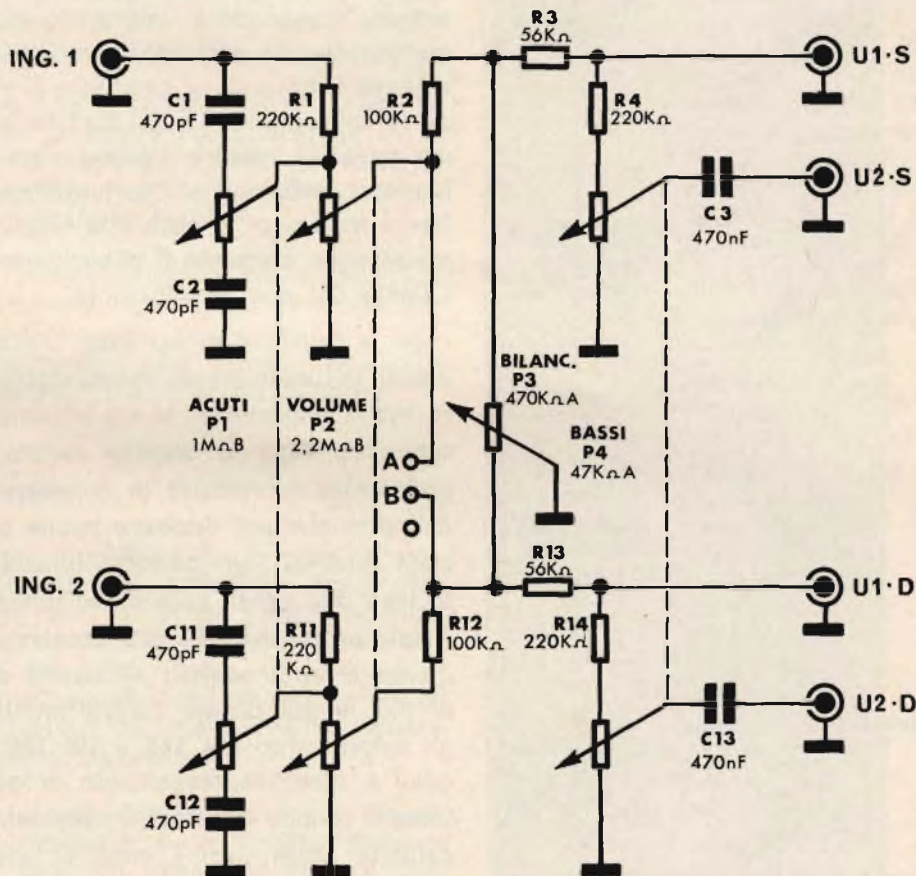 R3
56KΩ
ING. 1
U1·S
C1
470pF
R1
220KΩ
R2
100KΩ
R4
220KΩ
U2·S
C3
470nF
C2
470pF
ACUTI
P1
1MΩB
VOLUME
P2
2,2MΩB
BILANC.
P3
470KΩA
BASSI
P4
47KΩA
A
B
R13
56KΩ
ING. 2
U1·D
C11
470pF
R11
220
KΩ
R12
100KΩ
R14
220KΩ
U2·D
C13
470nF
C12
470pF